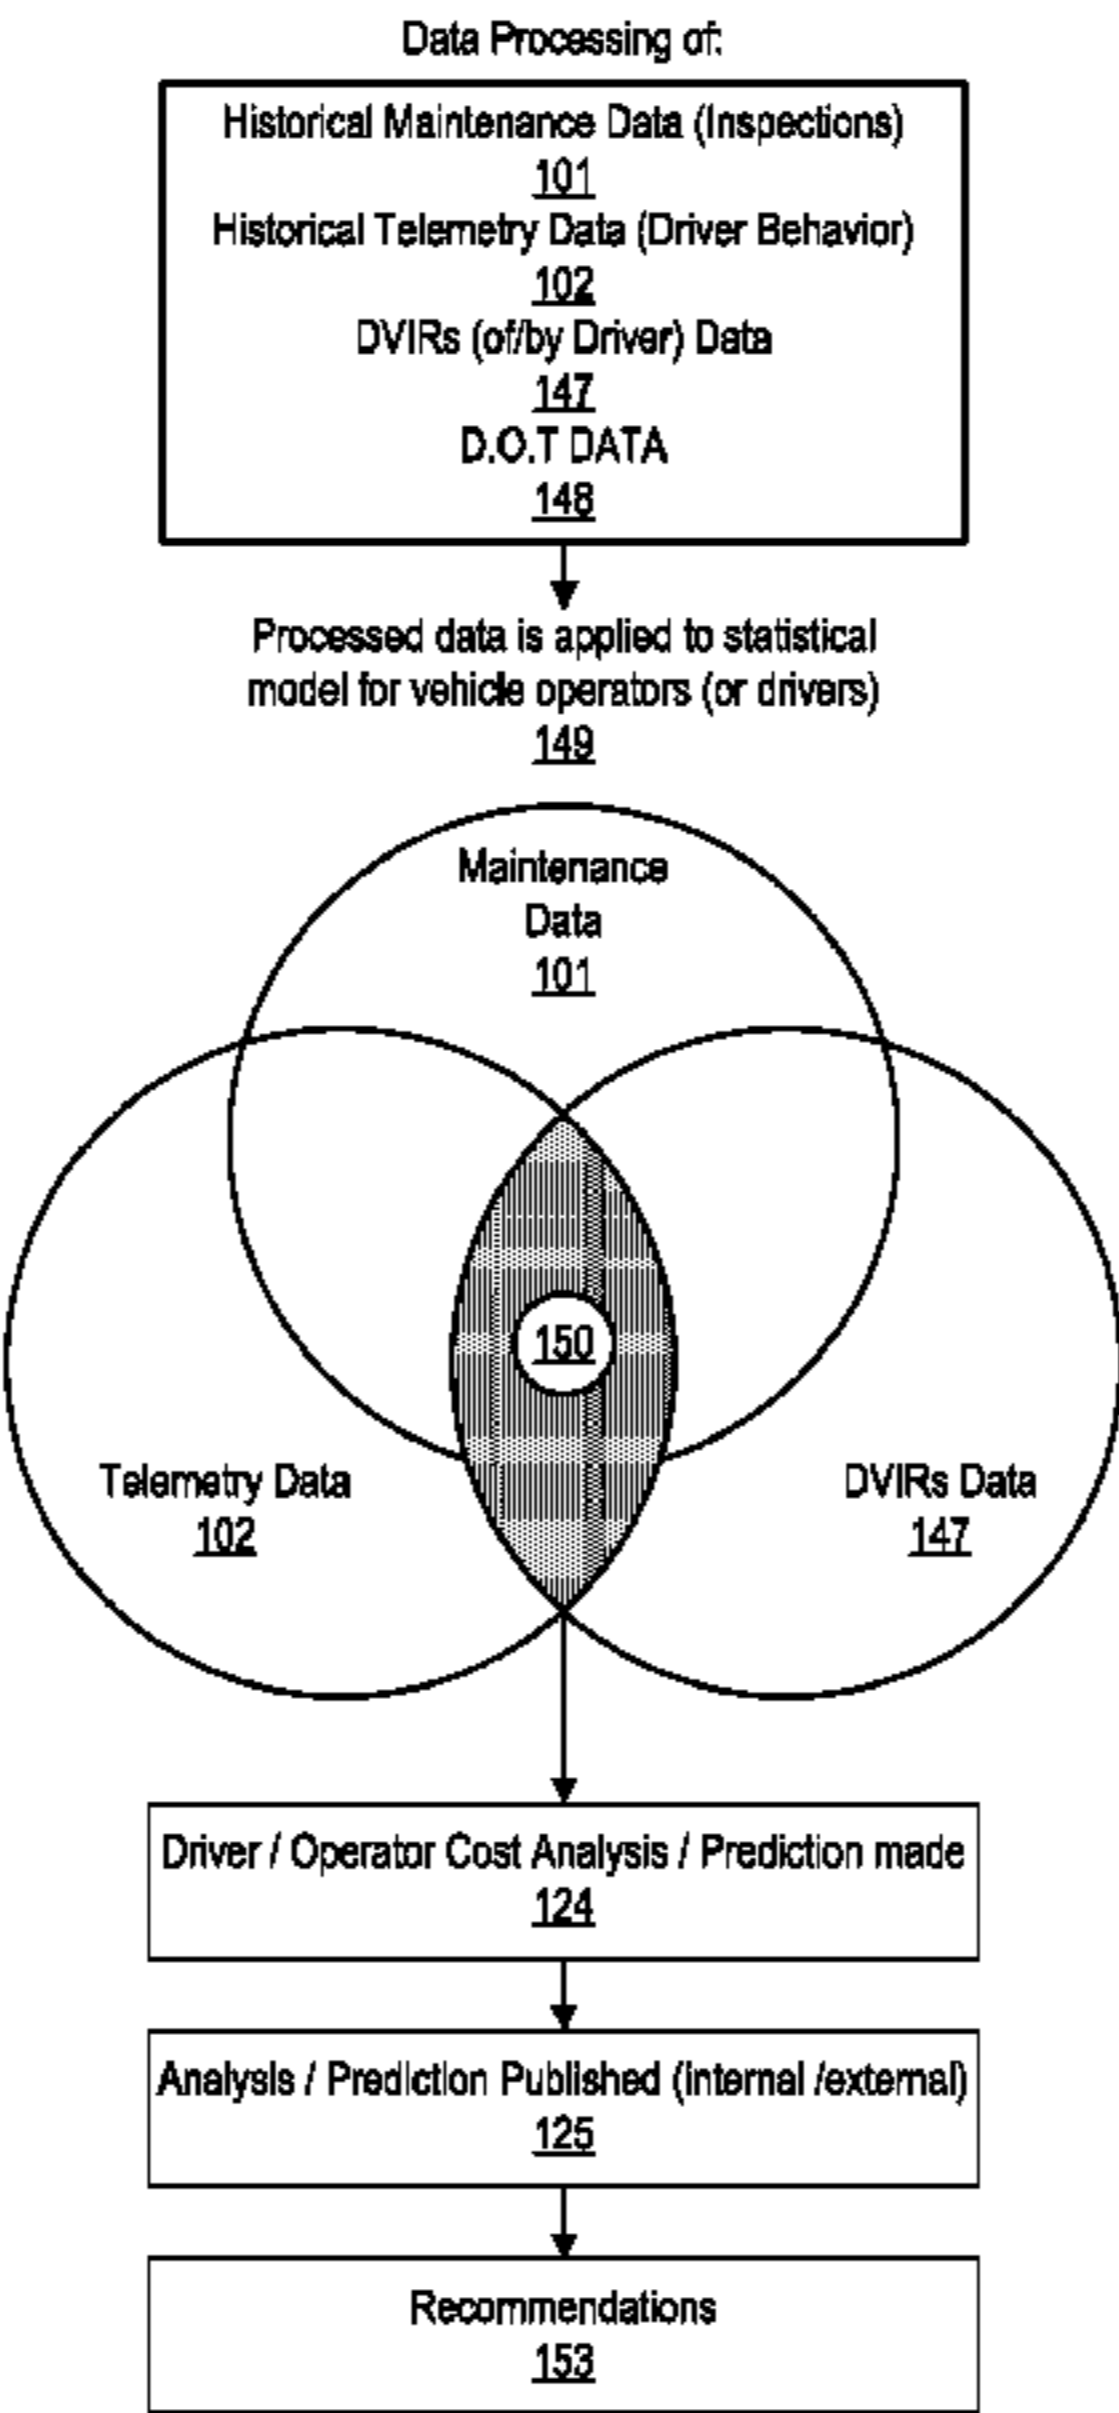 Data Processing of:
Historical Maintenance Data (Inspections)
101
Historical Telemetry Data (Driver Behavior)
102
DVIRs (of/by Driver) Data
147
D.O.T DATA
148
Processed data is applied to statistical
model for vehicle operators (or drivers)
149
Maintenance
Data
101
150
Telemetry Data
102
DVIRs Data
147
Driver / Operator Cost Analysis / Prediction made
124
Analysis / Prediction Published (internal /external)
125
Recommendations
153